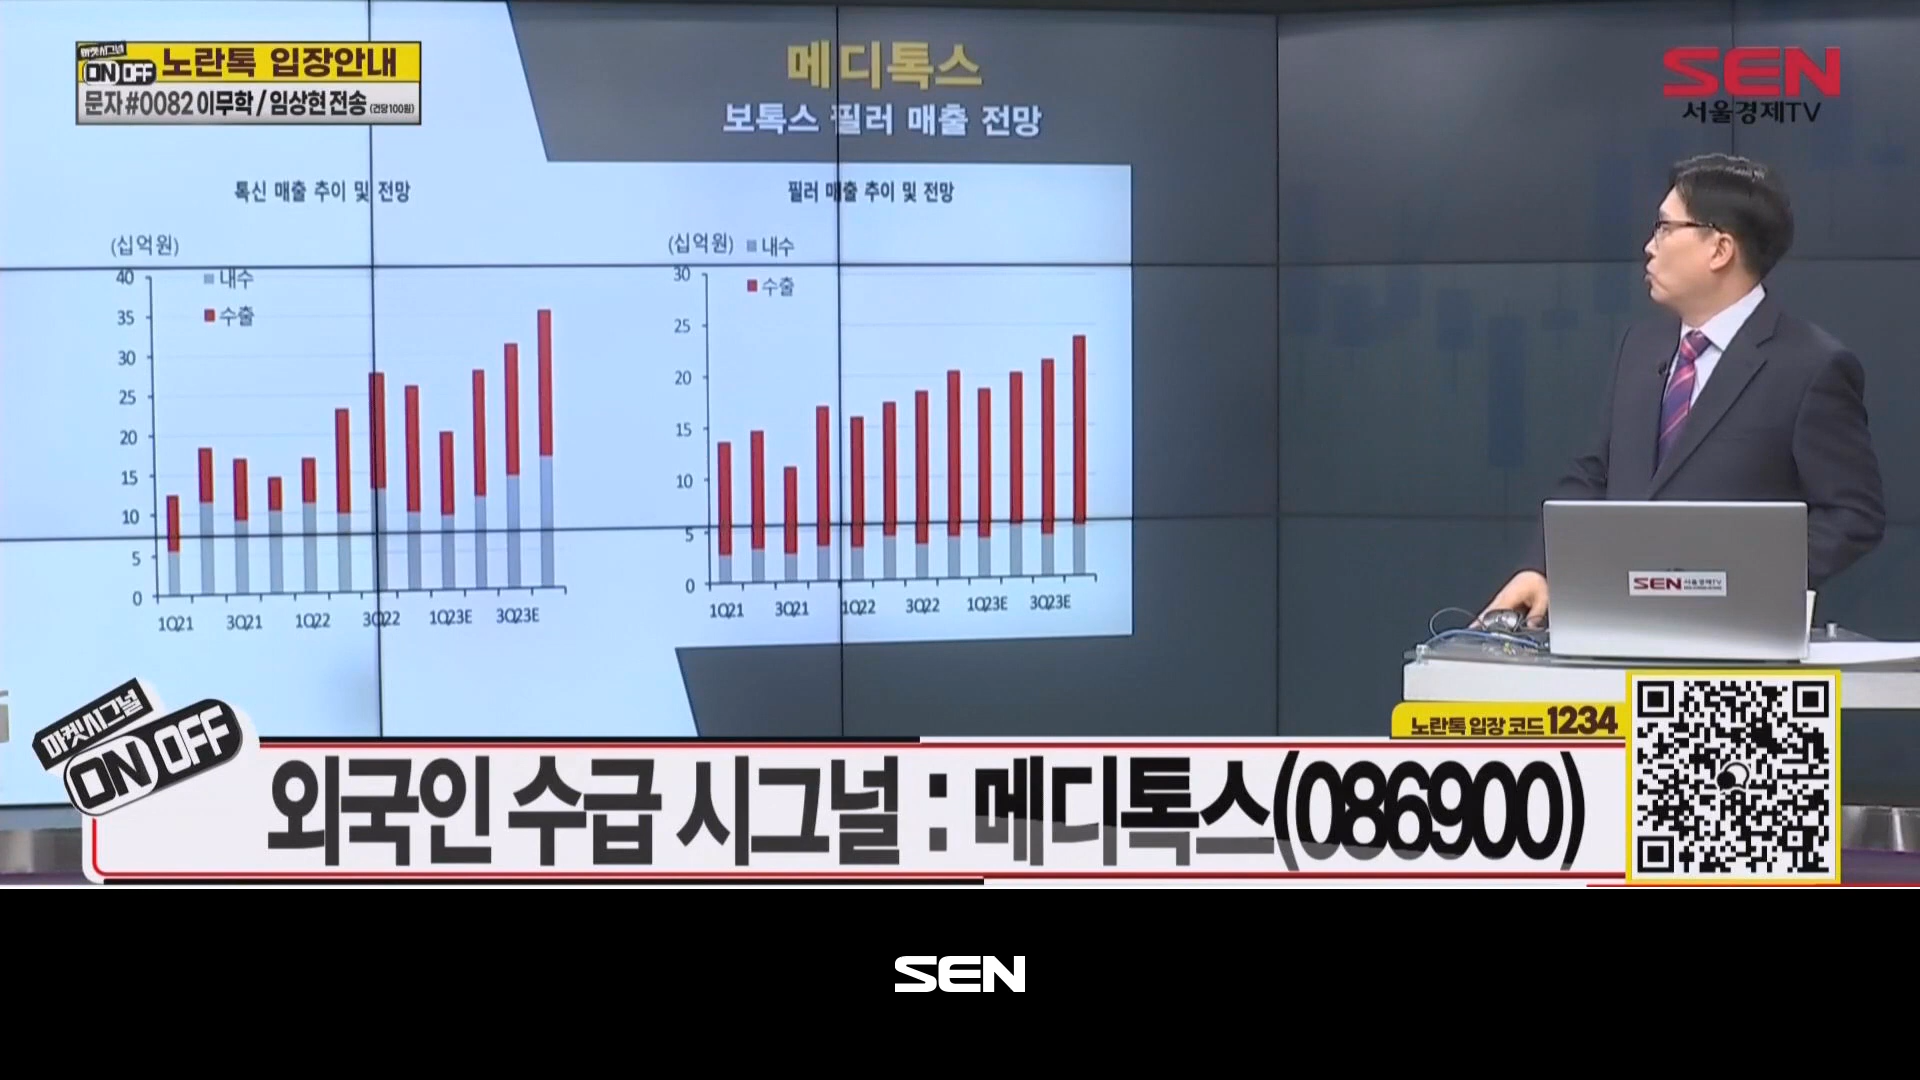 마켓시그널
ON OFF
노란톡 입장안내
문자 #0082 이무학 / 임상현 전송 (건당100원)
메디톡스
보톡스 필러 매출 전망
SEN
서울경제TV
톡신 매출 추이 및 전망
(십억원)
내수
수출
40
35
30
25
20
15
10
5
0
1Q21 3Q21 1Q22 3Q22 1Q23E 3Q23E
필러 매출 추이 및 전망
(십억원)
내수
수출
30
25
20
15
10
5
0
1Q21 3Q21 1Q22 3Q22 1Q23E 3Q23E
SEN 서울경제TV
노란톡 입장 코드 1234
마켓시그널
ON OFF
외국인 수급 시그널 : 메디톡스(086900)
SEN